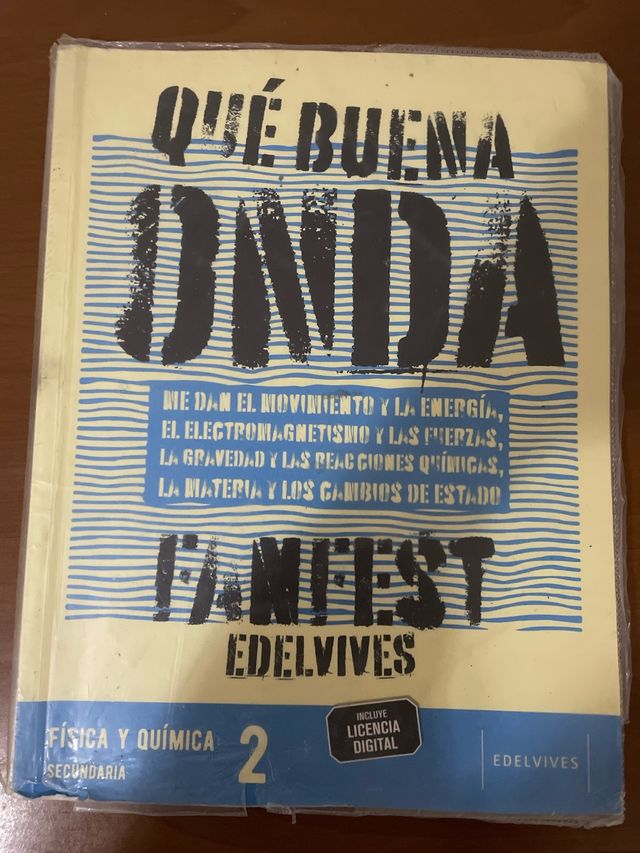 QUÉ BUENA
ONDA
ME DAN EL MOVIMIENTO Y LA ENERGÍA,
EL ELECTROMAGNETISMO Y LAS FUERZAS,
LA GRAVEDAD Y LAS REACCIONES QUÍMICAS,
LA MATERIA Y LOS CAMBIOS DE ESTADO
FANFEST
EDELVIVES
FÍSICA Y QUÍMICA
SECUNDARIA
2
INCLUYE
LICENCIA
DIGITAL
EDELVIVES